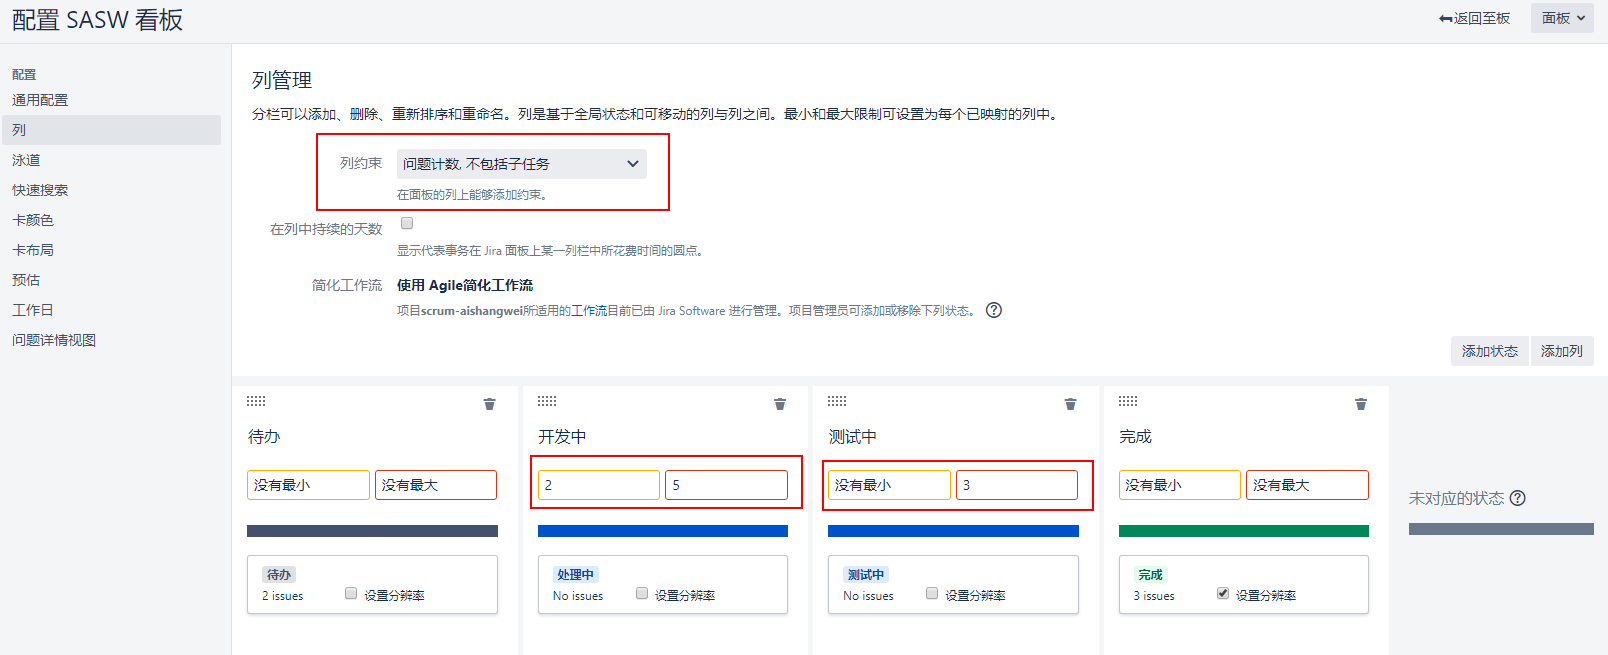 配置 SASW 看板
返回至板
面板
配置
通用配置
列
泳道
快速搜索
卡颜色
卡布局
预估
工作日
问题详情视图
列管理
分栏可以添加、删除、重新排序和重命名。列是基于全局状态和可移动的列与列之间。最小和最大限制可设置为每个已映射的列中。
列约束
问题计数, 不包括子任务
在面板的列上能够添加约束。
在列中持续的天数
显示代表事务在 Jira 面板上某一列栏中所花费时间的圆点。
简化工作流
使用 Agile简化工作流
项目scrum-aishangwei所适用的工作流目前已由 Jira Software 进行管理。项目管理员可添加或移除下列状态。
添加状态
添加列
待办
没有最小
没有最大
待办
2 issues
设置分辨率
开发中
2
5
处理中
No issues
设置分辨率
测试中
没有最小
3
测试中
No issues
设置分辨率
完成
没有最小
没有最大
完成
3 issues
设置分辨率
未对应的状态